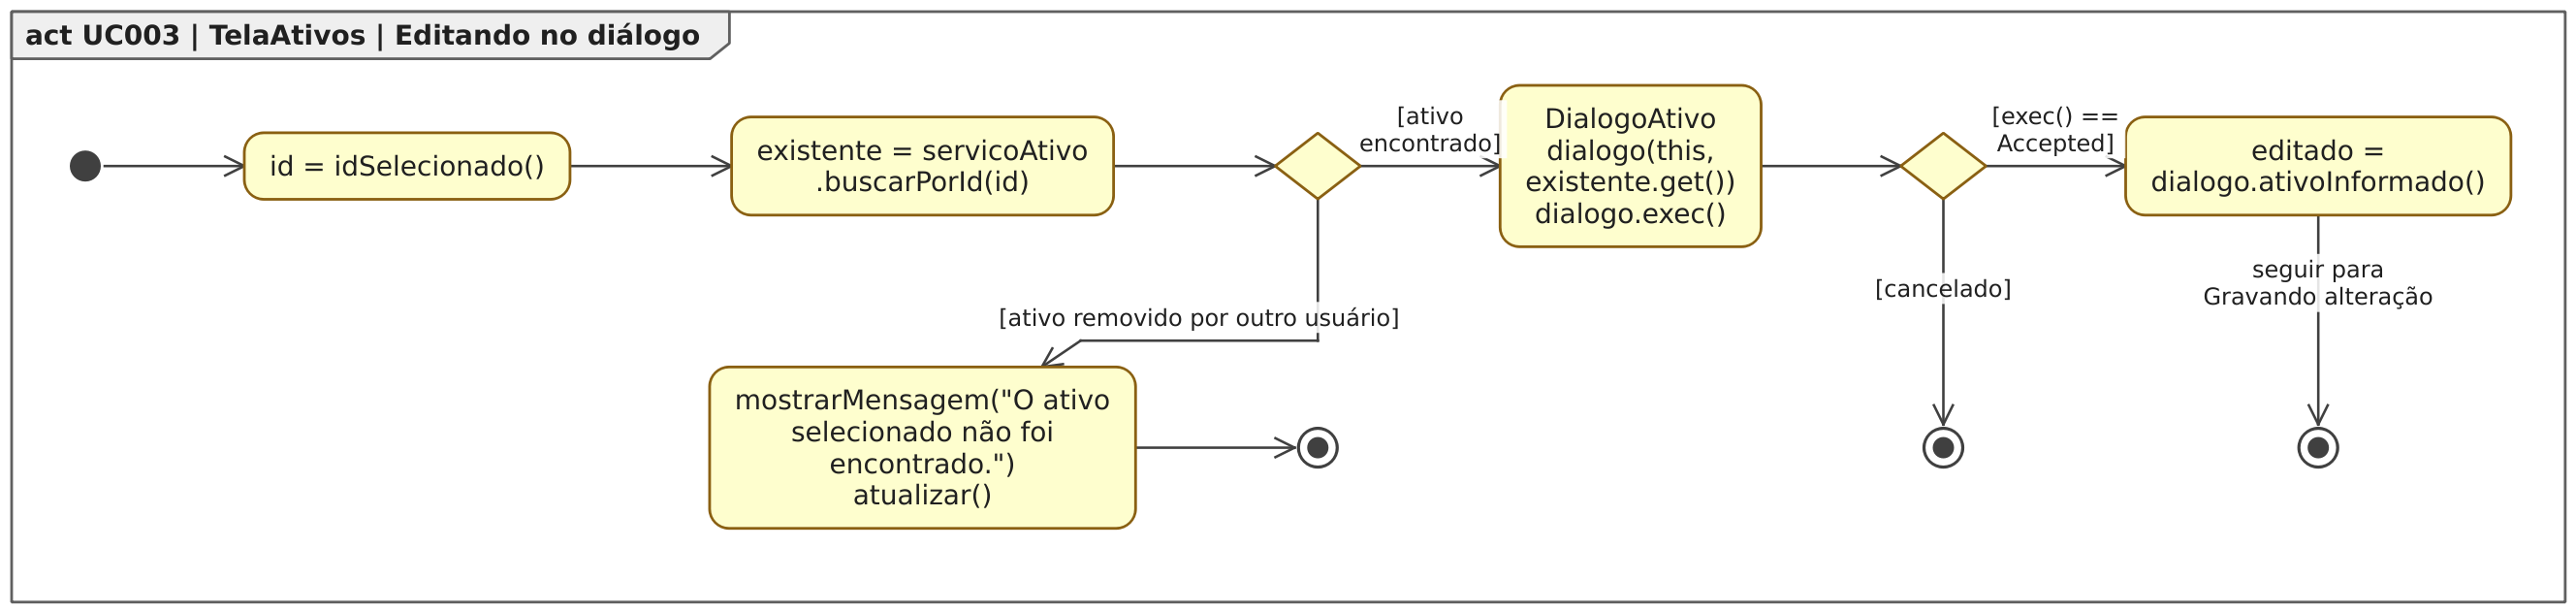 act UC003 | TelaAtivos | Editando no diálogo
id = idSelecionado()
existente = servicoAtivo
.buscarPorId(id)
[ativo
encontrado]
DialogoAtivo
dialogo(this,
existente.get())
dialogo.exec()
[exec() ==
Accepted]
editado =
dialogo.ativoInformado()
[ativo removido por outro usuário]
[cancelado]
seguir para
Gravando alteração
mostrarMensagem("O ativo
selecionado não foi
encontrado.")
atualizar()